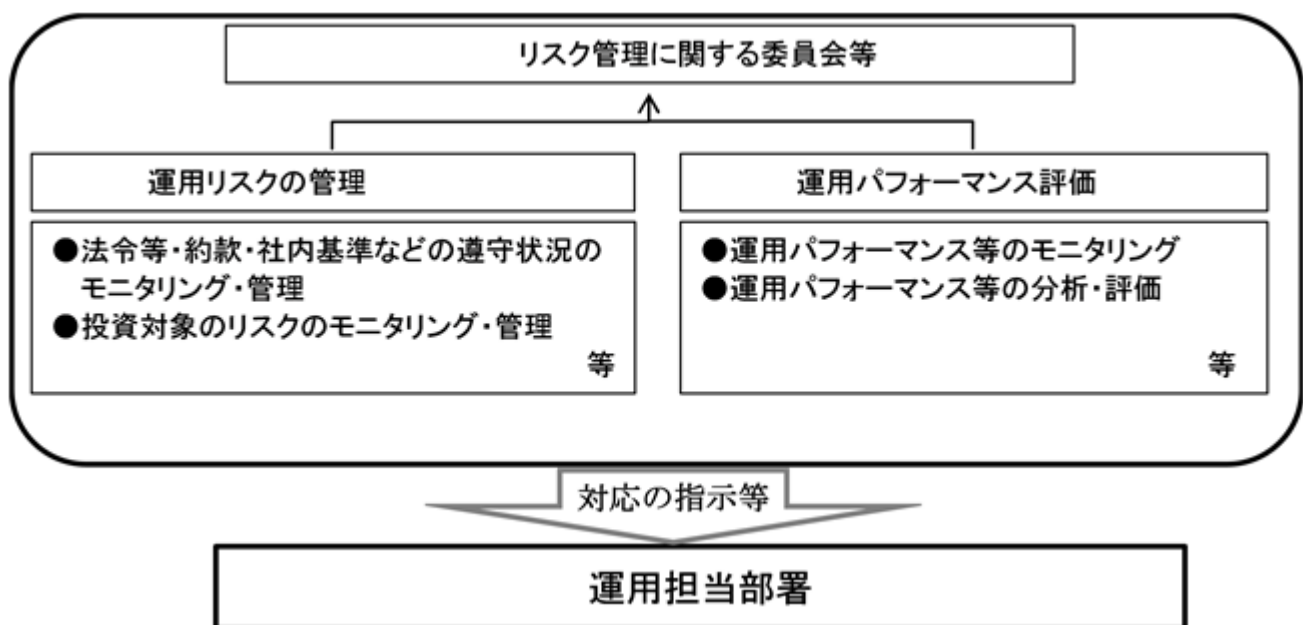 リスク管理に関する委員会等
運用リスクの管理
●法令等・約款・社内基準などの遵守状況の
モニタリング・管理
●投資対象のリスクのモニタリング・管理
等
運用パフォーマンス評価
●運用パフォーマンス等のモニタリング
●運用パフォーマンス等の分析・評価
等
対応の指示等
運用担当部署